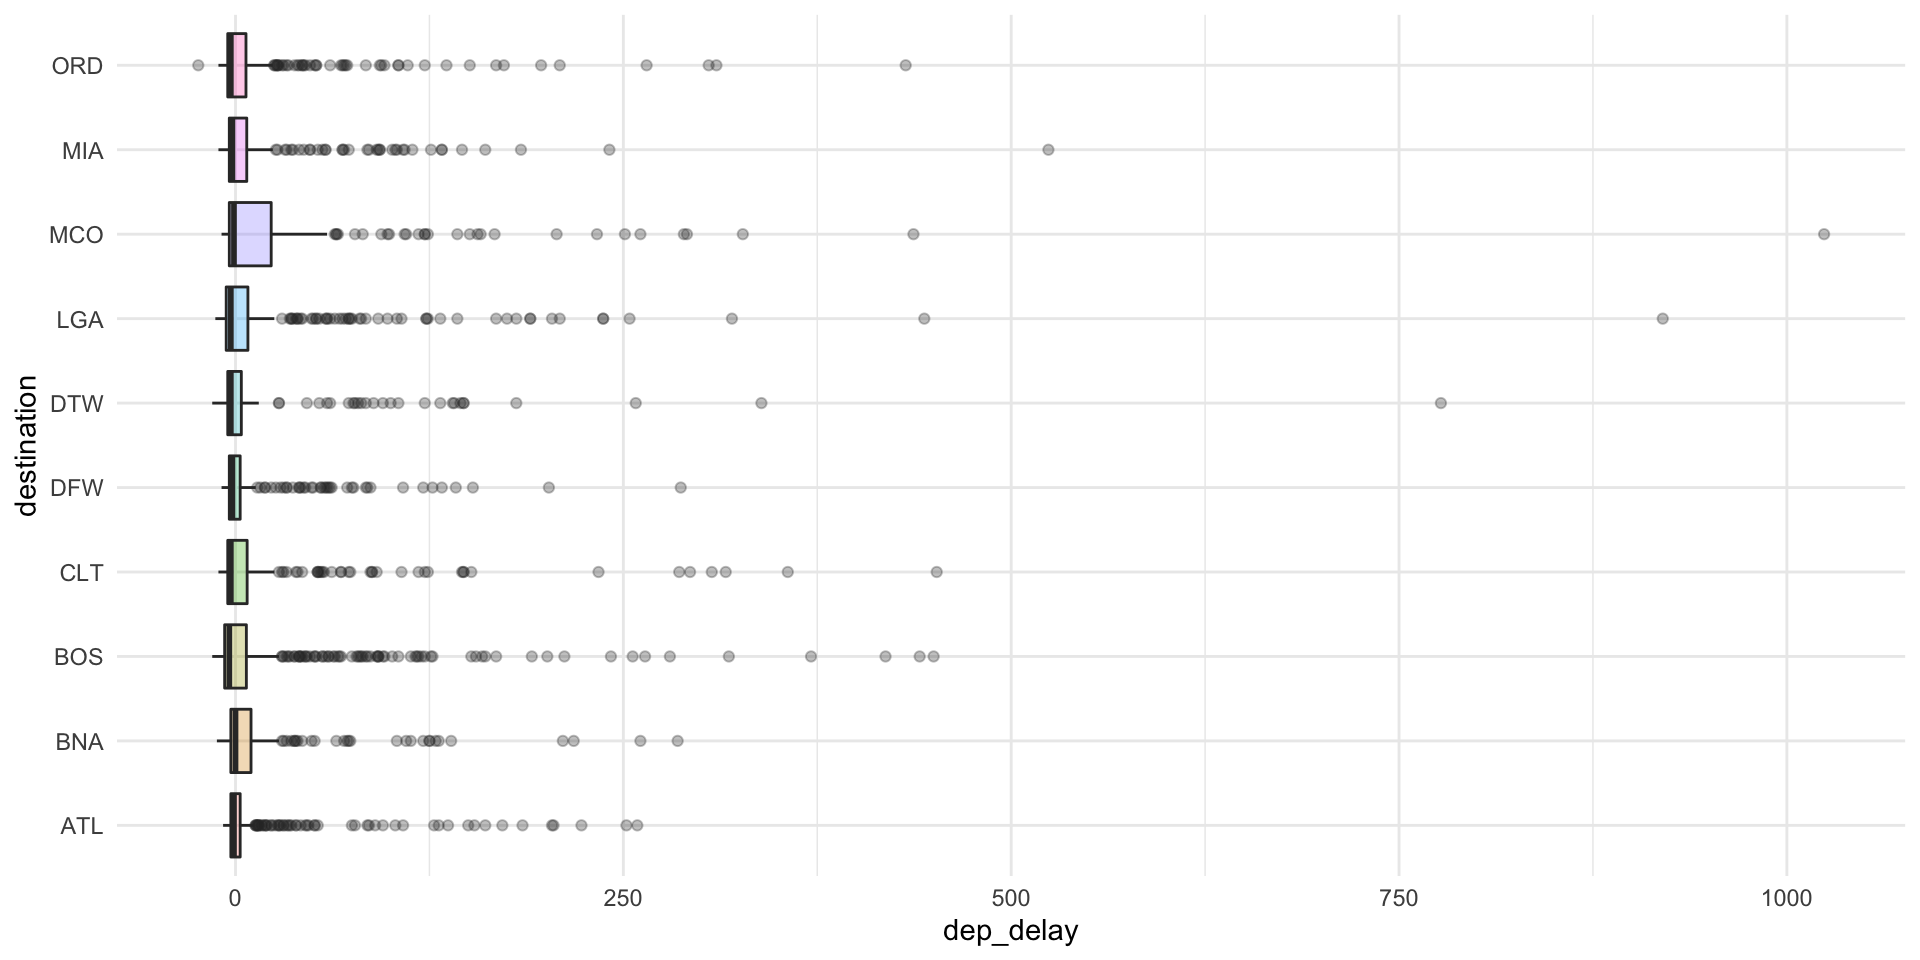 ORD
MIA
MCO
LGA
DTW
DFW
CLT
BOS
BNA
ATL
destination
0 250 500 750 1000
dep_delay